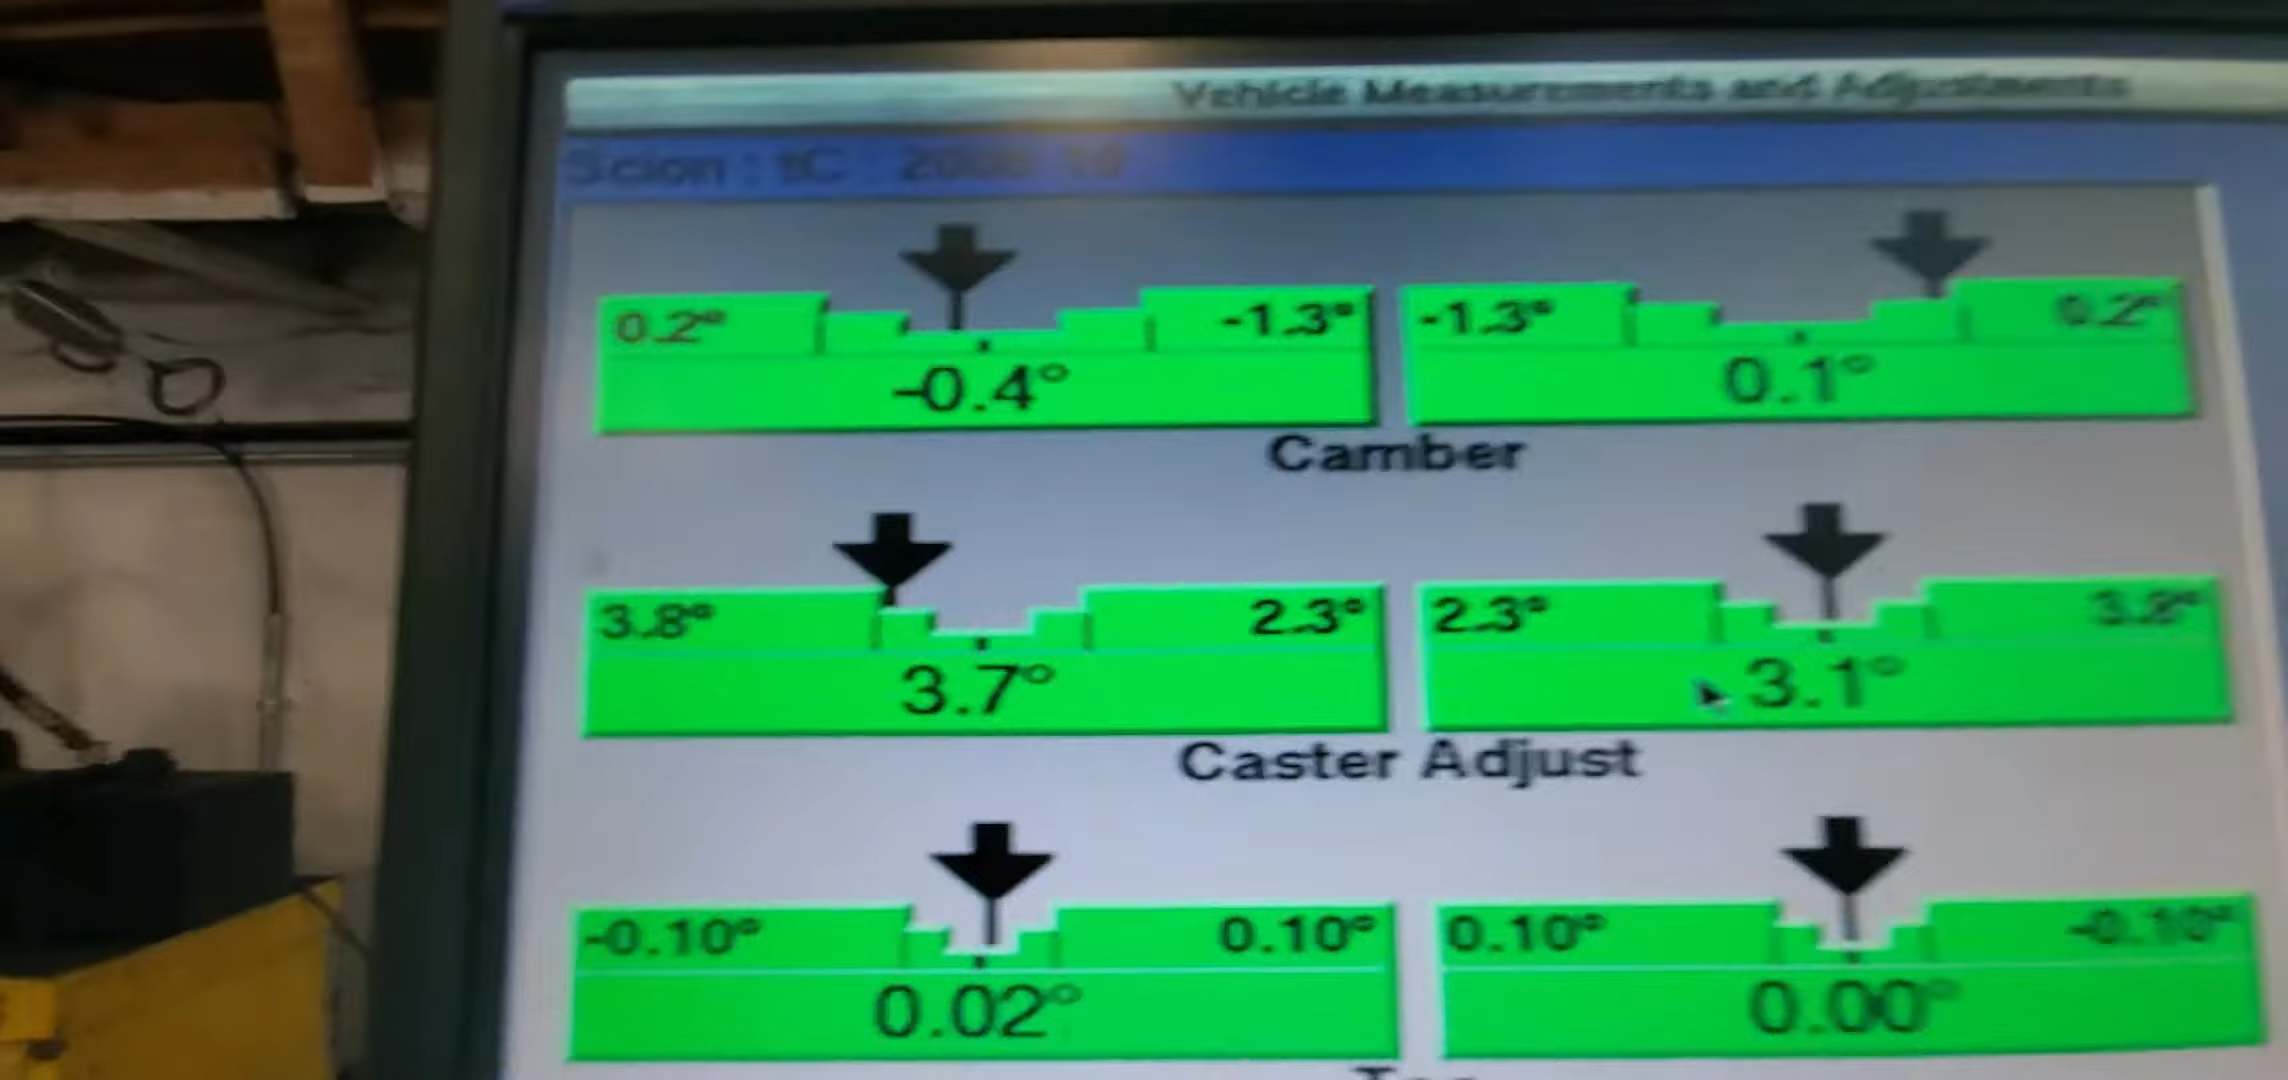 Vehicle Measurements and Adjustments
Scion : tC :
0.2° -1.3° -1.3° 0.2°
-0.4° 0.1°
Camber
3.8° 2.3° 2.3° 3.8°
3.7° 3.1°
Caster Adjust
-0.10° 0.10° 0.10° -0.10°
0.02° 0.00°